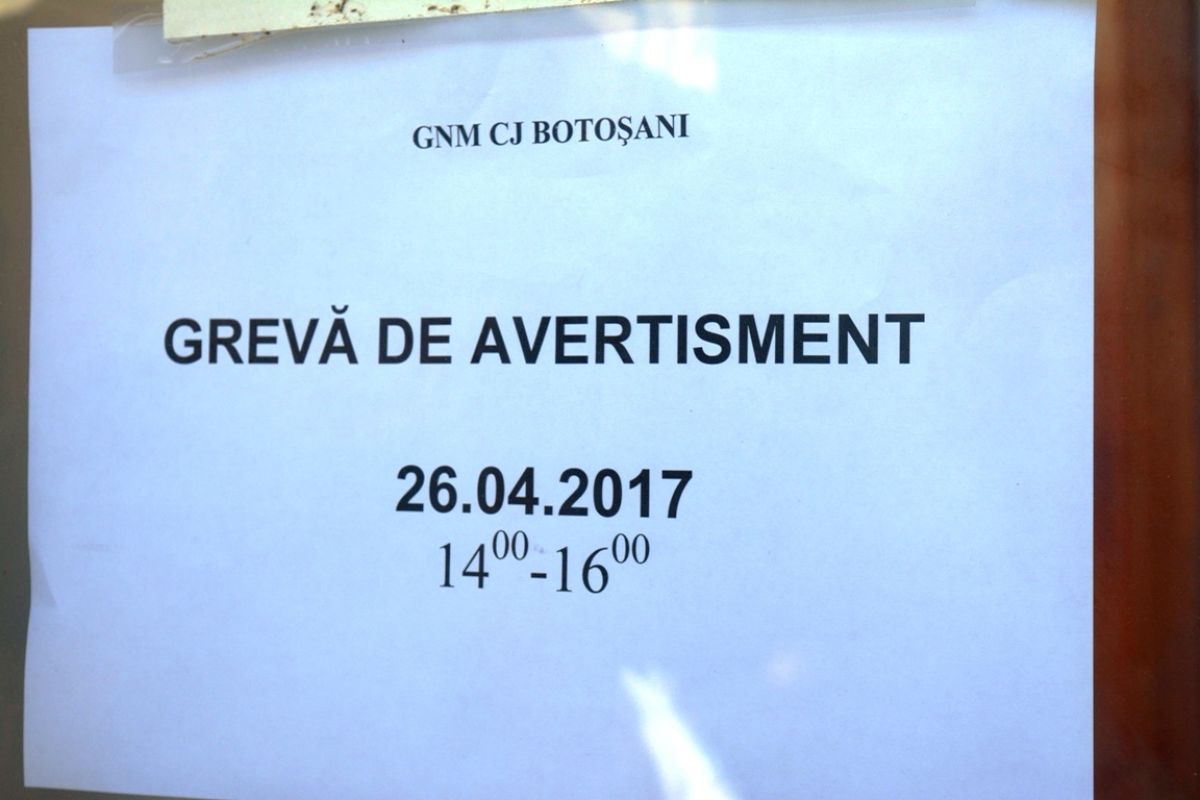 GNM CJ BOTOŞANI
GREVĂ DE AVERTISMENT
26.04.2017
14⁰⁰-16⁰⁰